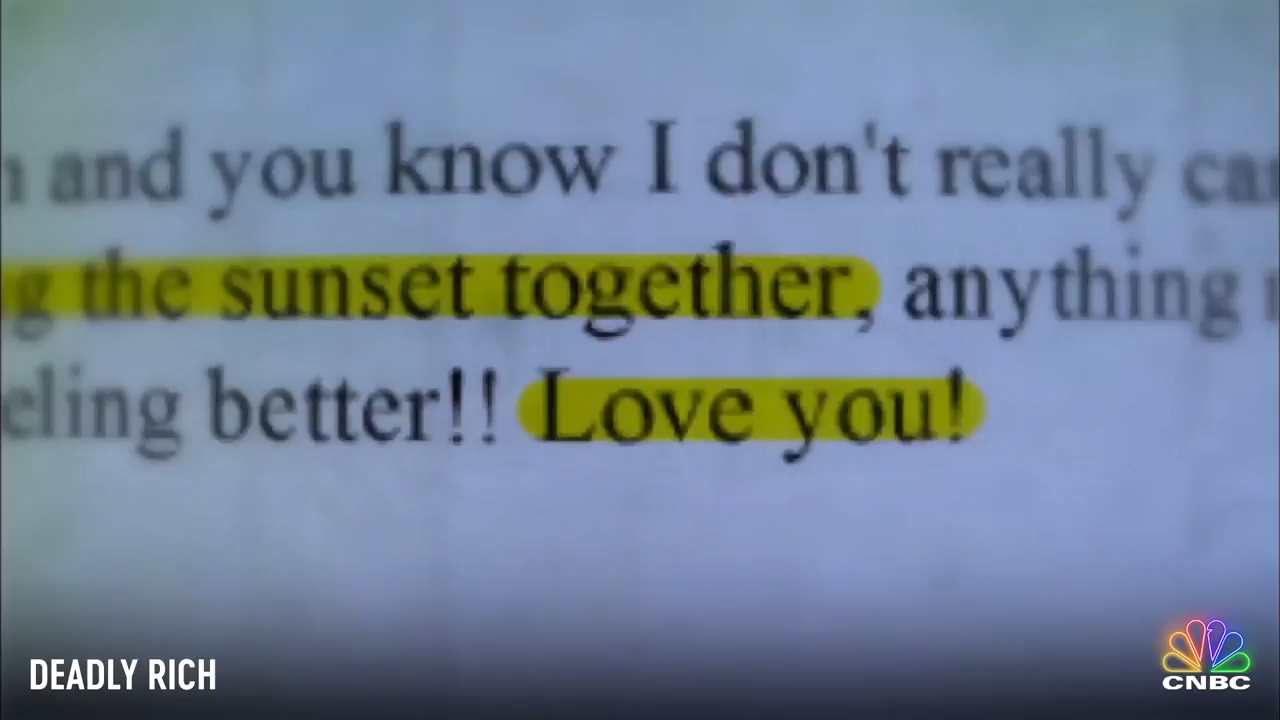 and you know I don't really
the sunset together, anything
better!! Love you!
DEADLY RICH
CNBC